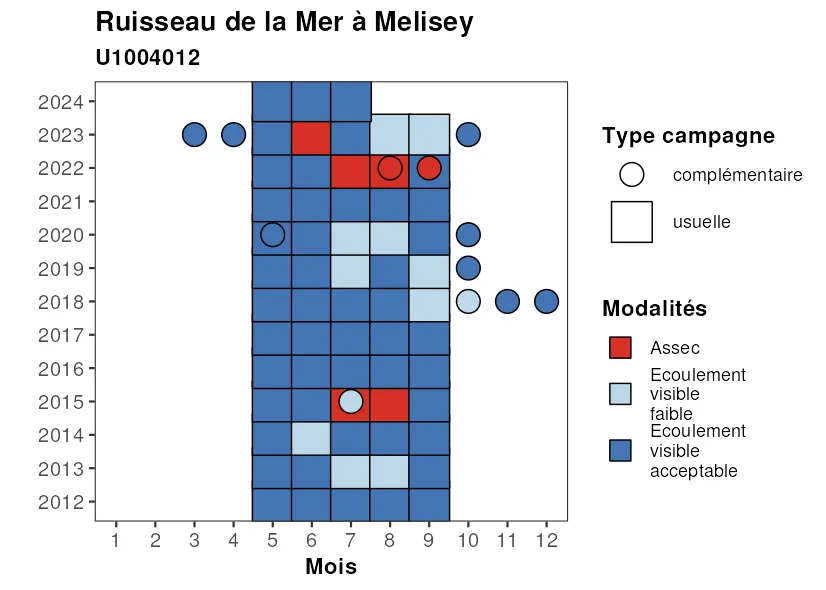 Ruisseau de la Mer à Melisey
U1004012
2024
2023
2022
2021
2020
2019
2018
2017
2016
2015
2014
2013
2012
1 2 3 4 5 6 7 8 9 10 11 12
Mois
Type campagne
complémentaire
usuelle
Modalités
Assec
Ecoulement
visible
faible
Ecoulement
visible
acceptable